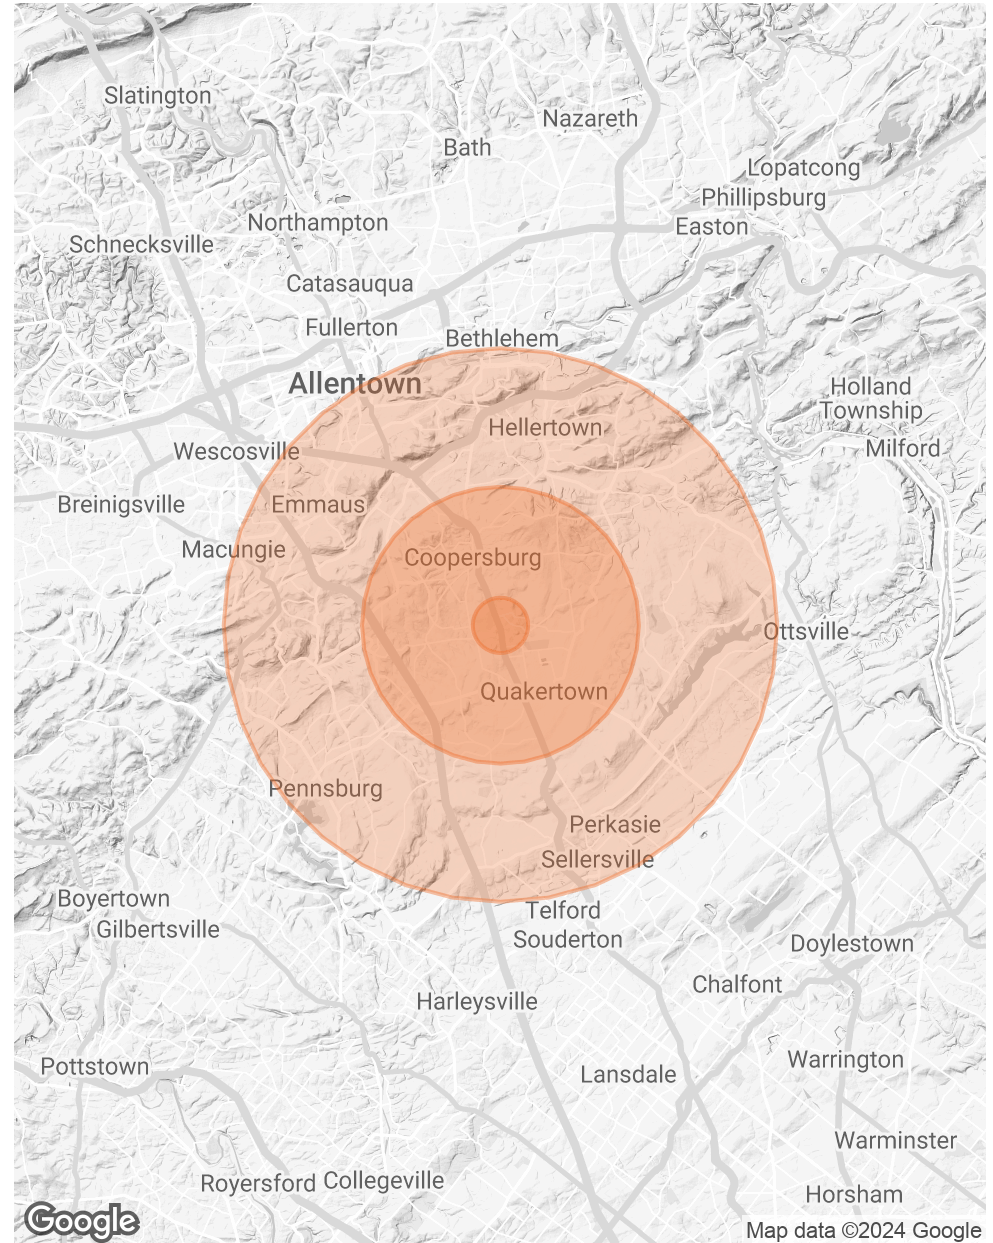 Slatington
Nazareth
Bath
Lopatcong
Phillipsburg
Northampton
Easton
Schnecksville
Catasauqua
Fullerton
Bethlehem
Allentown
Holland
Township
Hellertown
Milford
Wescosville
Breinigsville
Emmaus
Macungie
Coopersburg
Ottsville
Quakertown
Pennsburg
Perkasie
Sellersville
Boyertown
Telford
Gilbertsville
Souderton
Doylestown
Chalfont
Harleysville
Warrington
Pottstown
Lansdale
Warminster
Royersford
Collegeville
Horsham
Google
Map data ©2024 Google